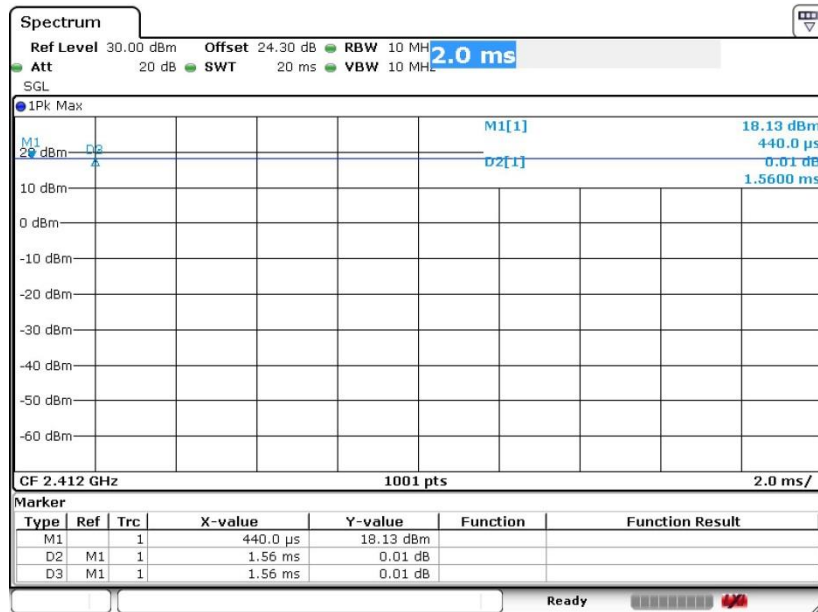 Spectrum
Ref Level 30.00 dBm Offset 24.30 dB RBW 10 MH
2.0 ms
Att 20 dB SWT 20 ms VBW 10 MHz
SGL
1Pk Max
M1[1] 18.13 dBm
440.0 µs
M1
20 dBm
D2[1] 0.01 dB
1.5600 ms
10 dBm
0 dBm
-10 dBm
-20 dBm
-30 dBm
-40 dBm
-50 dBm
-60 dBm
CF 2.412 GHz 1001 pts 2.0 ms/
Marker
Type Ref Trc X-value Y-value Function Function Result
M1 1 440.0 µs 18.13 dBm
D2 M1 1 1.56 ms 0.01 dB
D3 M1 1 1.56 ms 0.01 dB
Ready